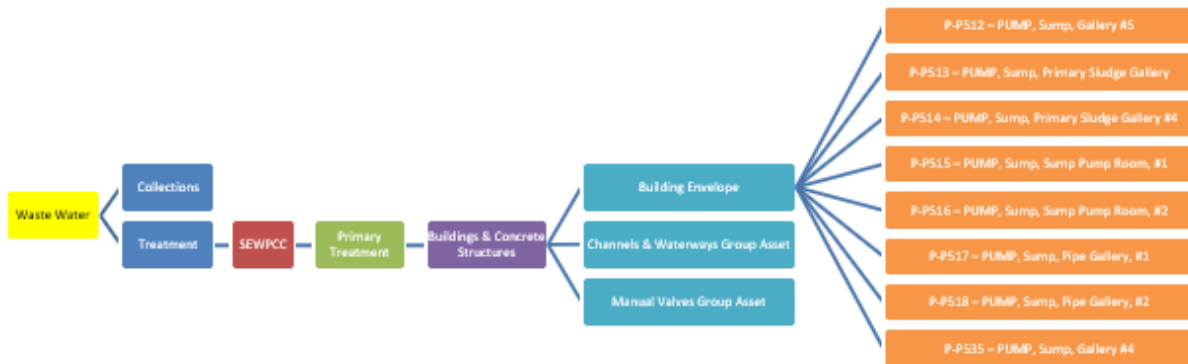 Waste Water
Collections
Treatment
SEWPCC
Primary
Treatment
Buildings & Concrete
Structures
Building Envelope
Channels & Waterways Group Asset
Manual Valves Group Asset
P-P512 – PUMP, Sump, Gallery #5
P-P513 – PUMP, Sump, Primary Sludge Gallery
P-P514 – PUMP, Sump, Primary Sludge Gallery #4
P-P515 – PUMP, Sump, Sump Pump Room, #1
P-P516 – PUMP, Sump, Sump Pump Room, #2
P-P517 – PUMP, Sump, Pipe Gallery, #1
P-P518 – PUMP, Sump, Pipe Gallery, #2
P-P535 – PUMP, Sump, Gallery #4